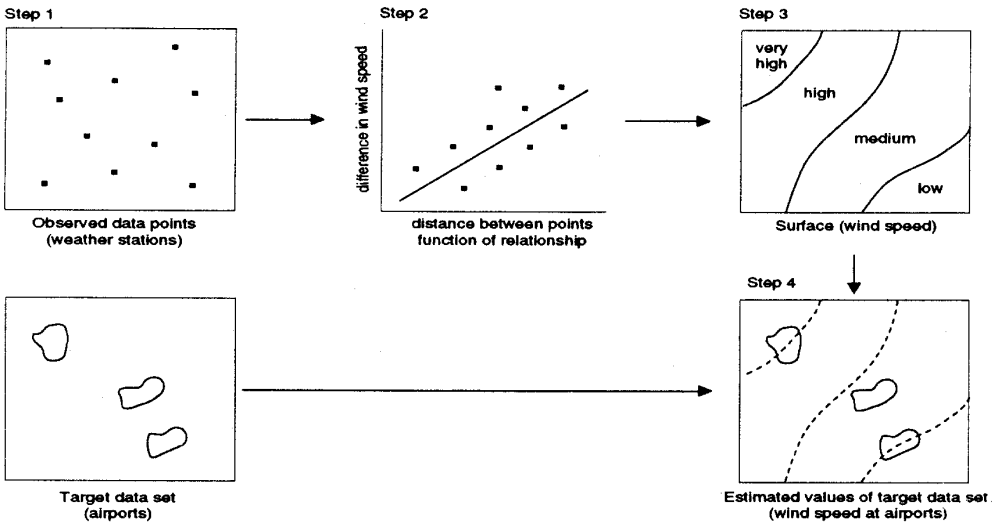 Step 1
Observed data points
(weather stations)
Step 2
difference in wind speed
distance between points
function of relationship
Step 3
very
high
high
medium
low
Surface (wind speed)
Target data set
(airports)
Step 4
Estimated values of target data set
(wind speed at airports)